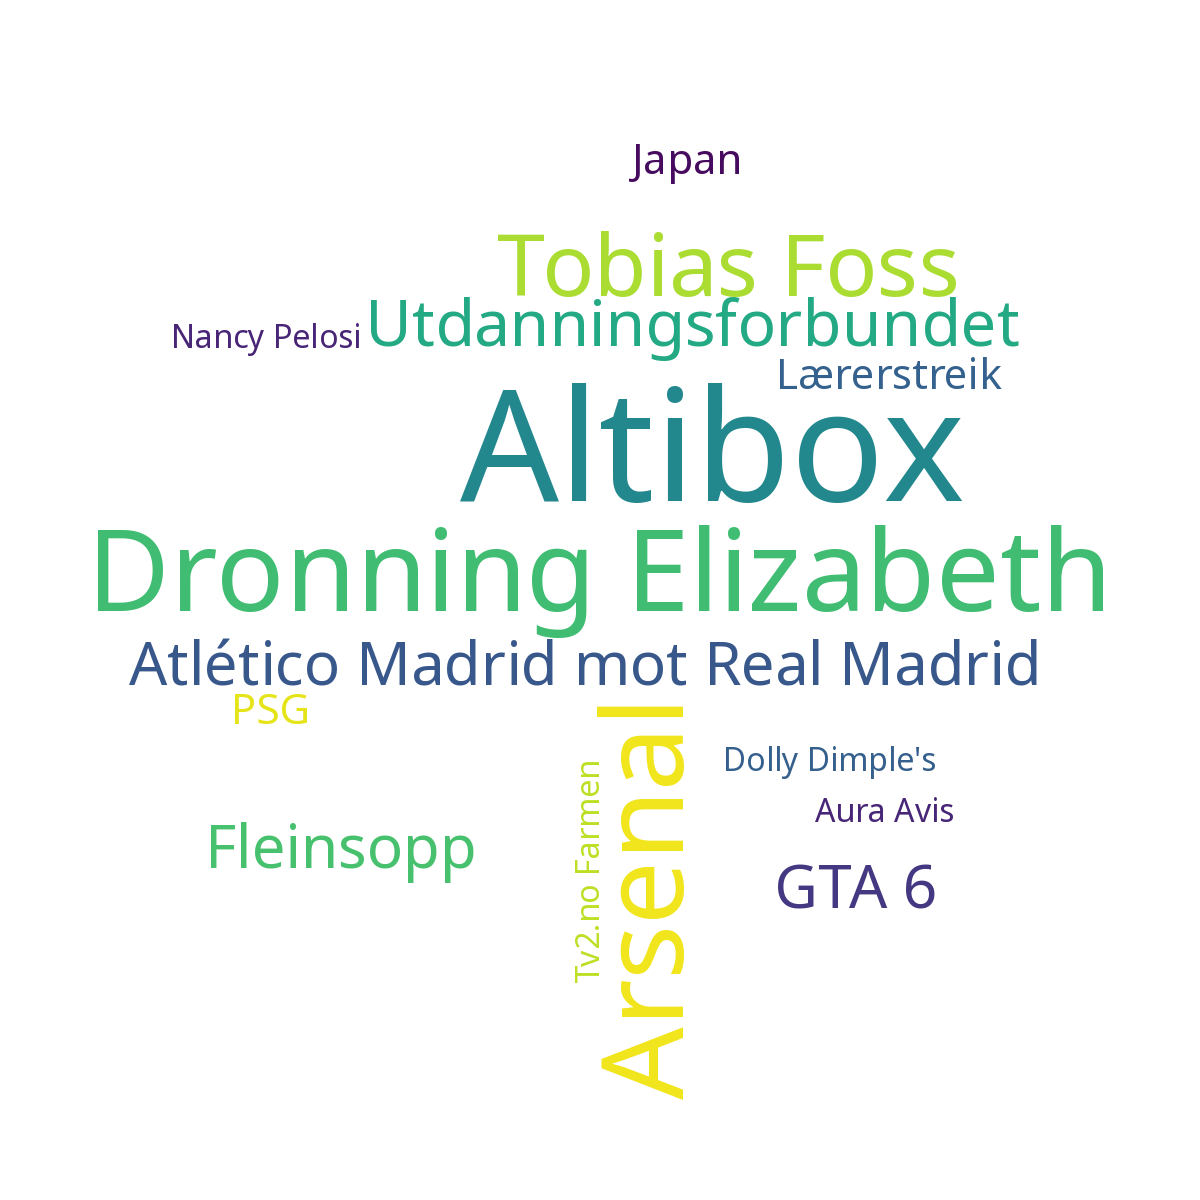 Japan
Tobias Foss
Utdanningsforbundet
Nancy Pelosi
Lærerstreik
Altibox
Dronning Elizabeth
Atlético Madrid mot Real Madrid
PSG
Arsenal
Dolly Dimple's
Tv2.no Farmen
Aura Avis
Fleinsopp
GTA 6